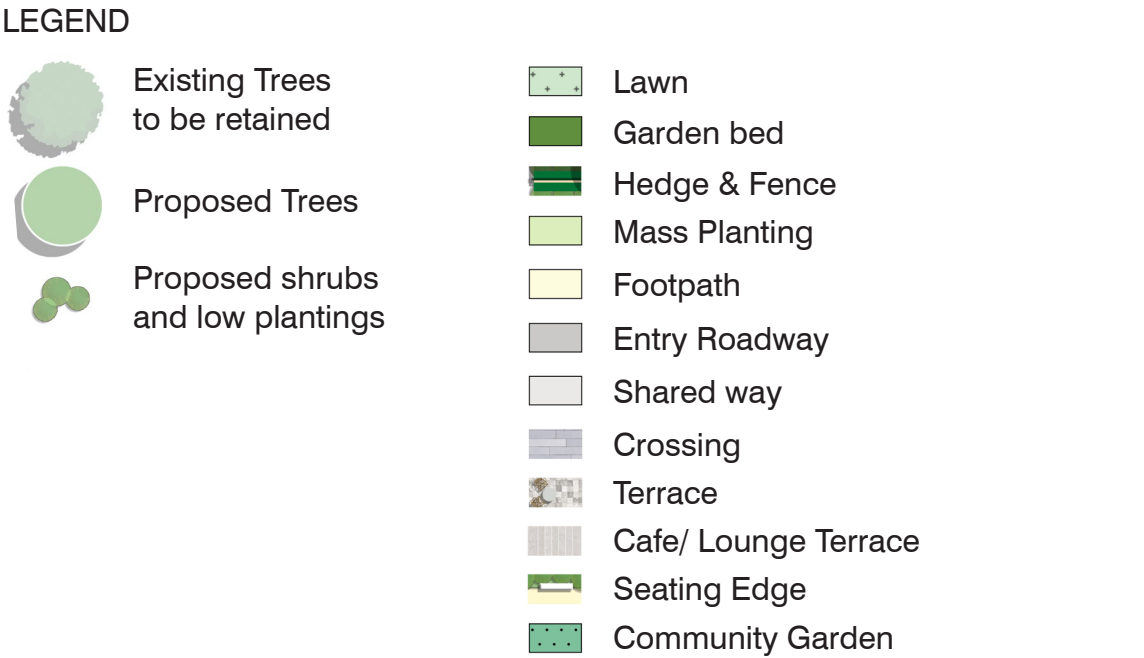 LEGEND
Existing Trees
to be retained
Proposed Trees
Proposed shrubs
and low plantings
Lawn
Garden bed
Hedge & Fence
Mass Planting
Footpath
Entry Roadway
Shared way
Crossing
Terrace
Cafe/ Lounge Terrace
Seating Edge
Community Garden